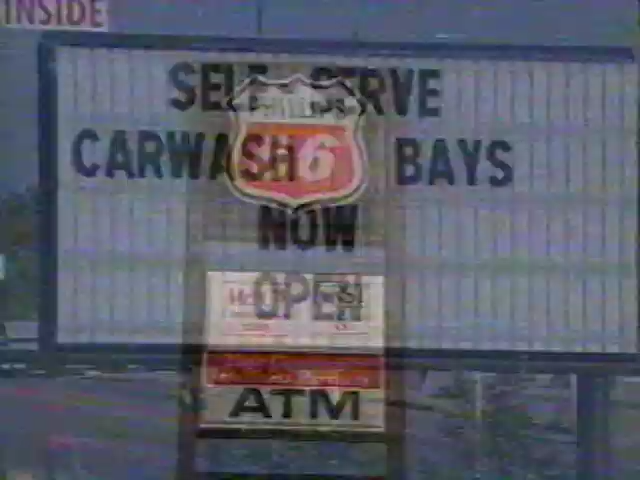 INSIDE
SELF SERVE
PHILLIPS
66
CARWASH BAYS
NOW
OPEN
ATM